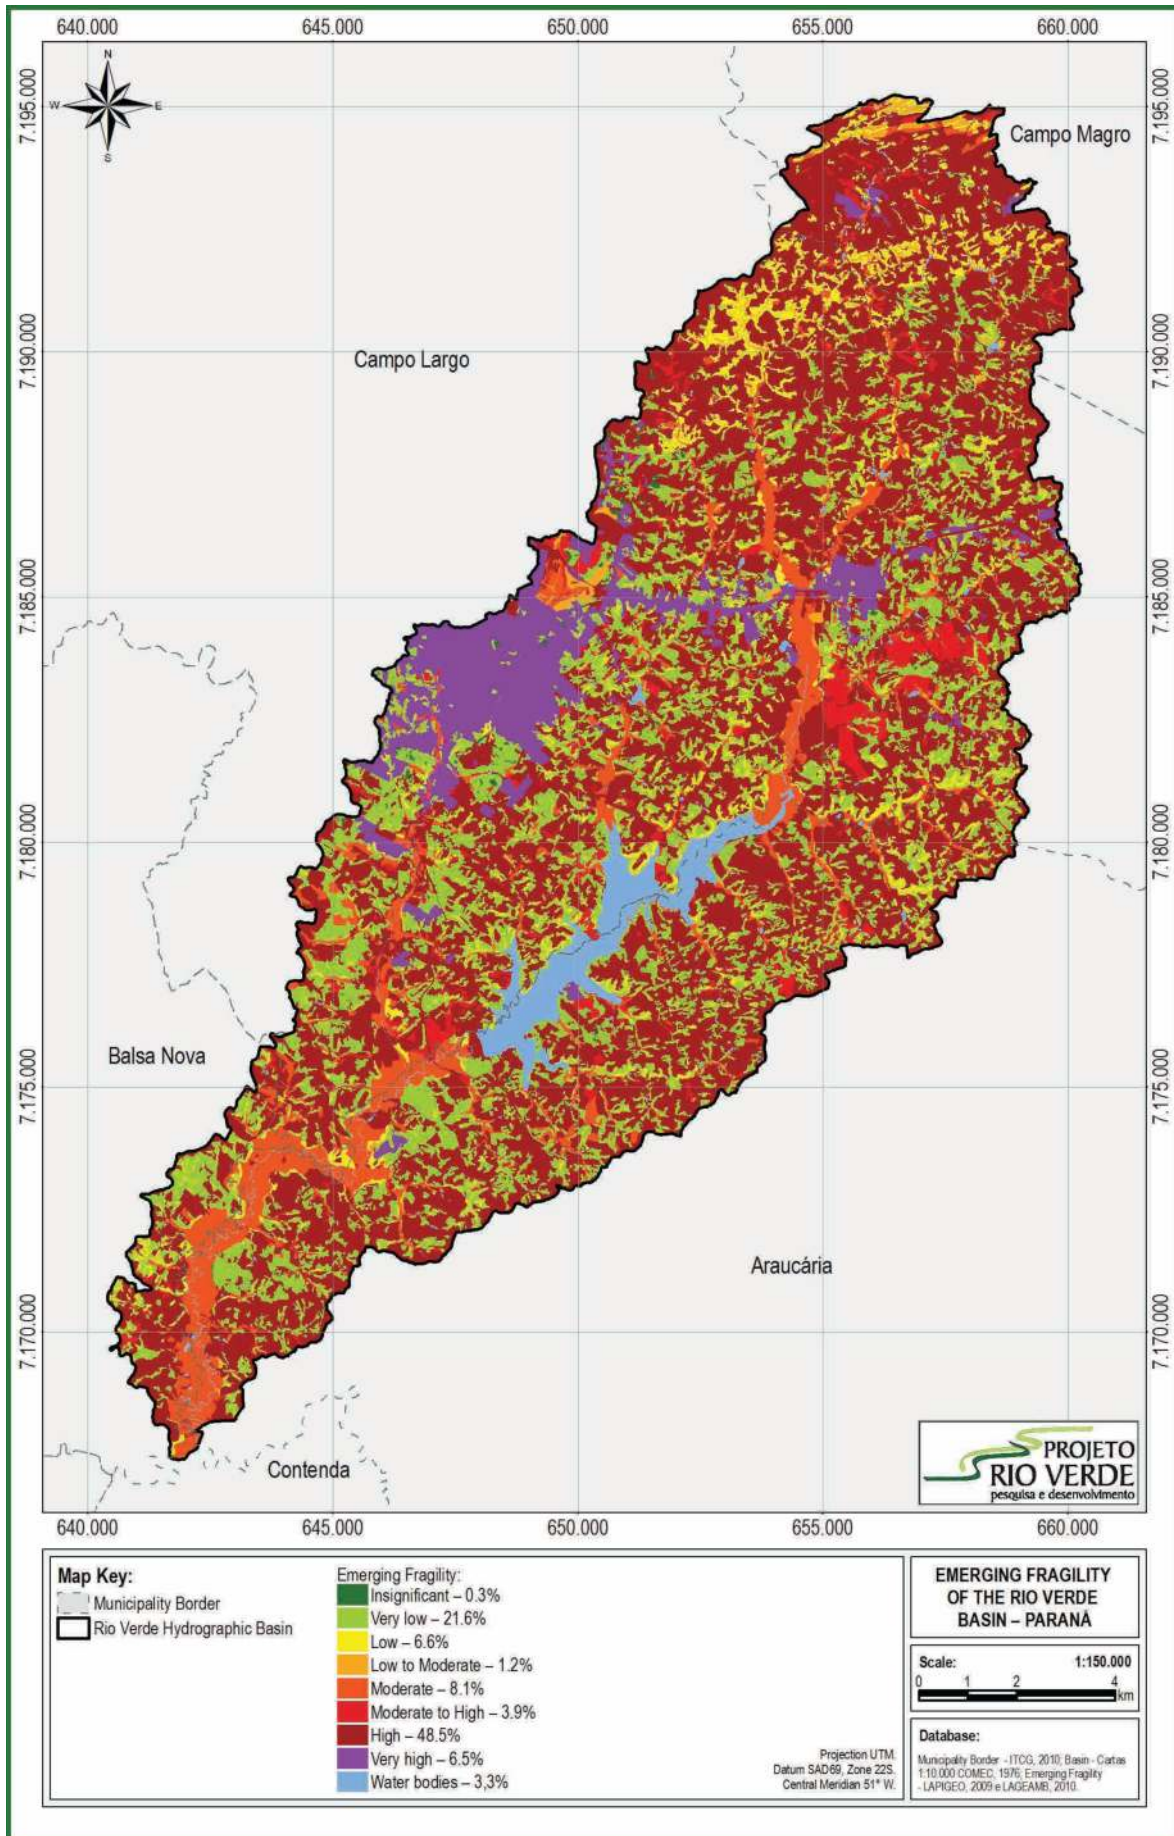 640.000 645.000 650.000 655.000 660.000
7.195.000 7.195.000
N
W E
S
Campo Magro
7.190.000 7.190.000
Campo Largo
7.185.000 7.185.000
7.180.000 7.180.000
Balsa Nova
7.175.000 7.175.000
Araucária
7.170.000 7.170.000
Contenda
PROJETO
RIO VERDE
pesquisa e desenvolvimento
640.000 645.000 650.000 655.000 660.000
Map Key:
Municipality Border
Rio Verde Hydrographic Basin
Emerging Fragility:
Insignificant – 0.3%
Very low – 21.6%
Low – 6.6%
Low to Moderate – 1.2%
Moderate – 8.1%
Moderate to High – 3.9%
High – 48.5%
Very high – 6.5%
Water bodies – 3,3%
Projection UTM.
Datum SAD69, Zone 22S.
Central Meridian 51° W.
EMERGING FRAGILITY
OF THE RIO VERDE
BASIN – PARANÁ
Scale: 1:150.000
0 1 2 4
km
Database:
Municipality Border - ITCG, 2010; Basin - Cartas
1:10.000 COMEC, 1976; Emerging Fragility
- LAPIGEO, 2009 e LAGEAMB, 2010.